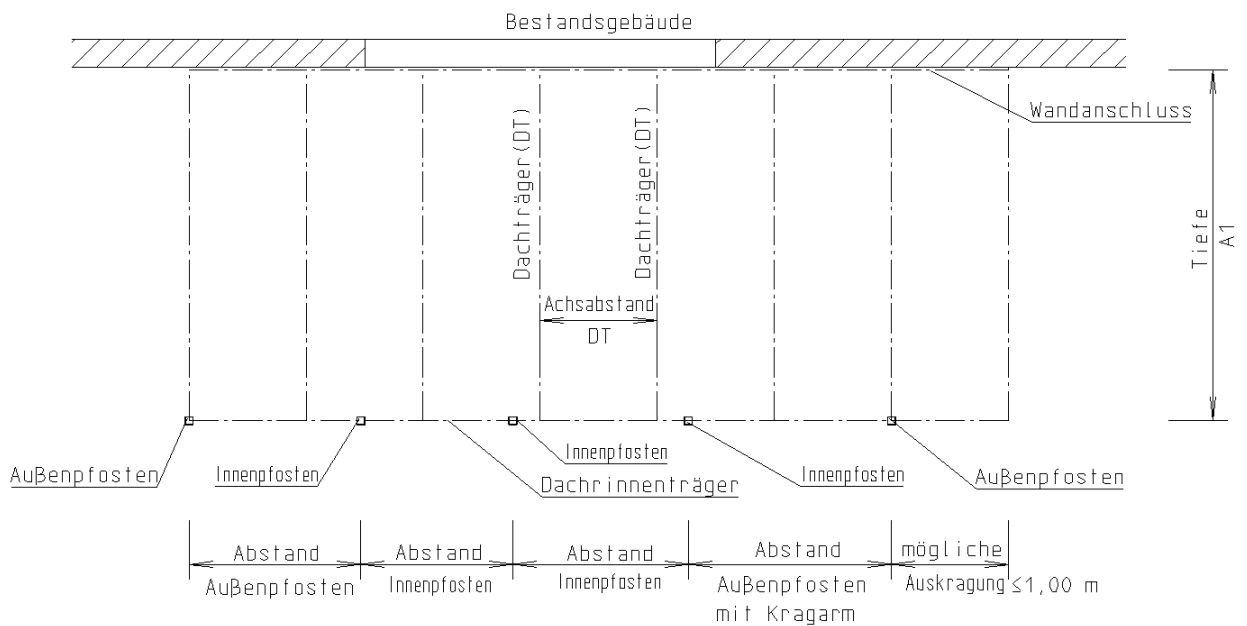 Bestandsgebäude
Wandanschluss
Dachträger(DT)
Dachträger(DT)
Tiefe
A1
Achsabstand
DT
Außenpfosten
Innenpfosten
Innenpfosten
Dachrinnenträger
Innenpfosten
Außenpfosten
Abstand
Außenpfosten
Abstand
Innenpfosten
Abstand
Innenpfosten
Abstand
Außenpfosten
mit Kragarm
mögliche
Auskragung ≤1,00 m